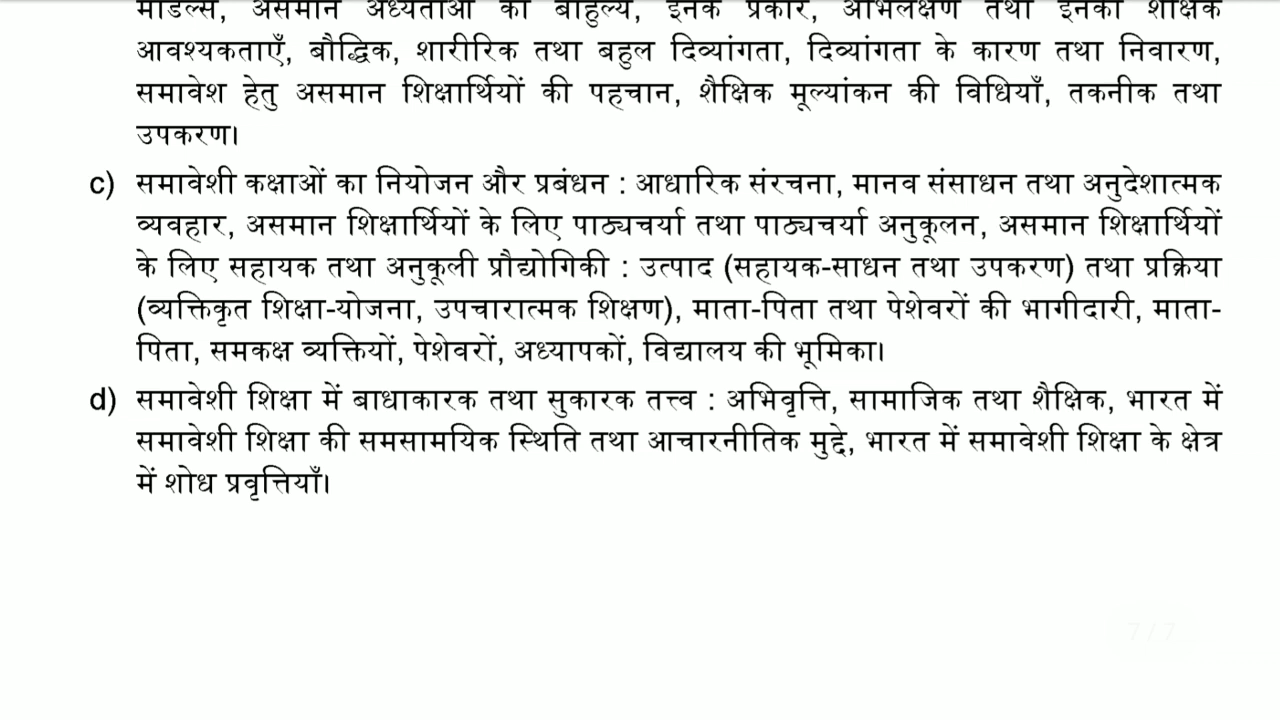 मॉडल्स, असमान अध्येताओं का बाहुल्य, इनके प्रकार, अभिलक्षण तथा इनकी शैक्षिक
आवश्यकताएँ, बौद्धिक, शारीरिक तथा बहुल दिव्यांगता, दिव्यांगता के कारण तथा निवारण,
समावेश हेतु असमान शिक्षार्थियों की पहचान, शैक्षिक मूल्यांकन की विधियाँ, तकनीक तथा
उपकरण।
c) समावेशी कक्षाओं का नियोजन और प्रबंधन : आधारिक संरचना, मानव संसाधन तथा अनुदेशात्मक
व्यवहार, असमान शिक्षार्थियों के लिए पाठ्यचर्या तथा पाठ्यचर्या अनुकूलन, असमान शिक्षार्थियों
के लिए सहायक तथा अनुकूली प्रौद्योगिकी : उत्पाद (सहायक-साधन तथा उपकरण) तथा प्रक्रिया
(व्यक्तिकृत शिक्षा-योजना, उपचारात्मक शिक्षण), माता-पिता तथा पेशेवरों की भागीदारी, माता-
पिता, समकक्ष व्यक्तियों, पेशेवरों, अध्यापकों, विद्यालय की भूमिका।
d) समावेशी शिक्षा में बाधाकारक तथा सुकारक तत्त्व : अभिवृत्ति, सामाजिक तथा शैक्षिक, भारत में
समावेशी शिक्षा की समसामयिक स्थिति तथा आचारनीतिक मुद्दे, भारत में समावेशी शिक्षा के क्षेत्र
में शोध प्रवृत्तियाँ।
7 / 7